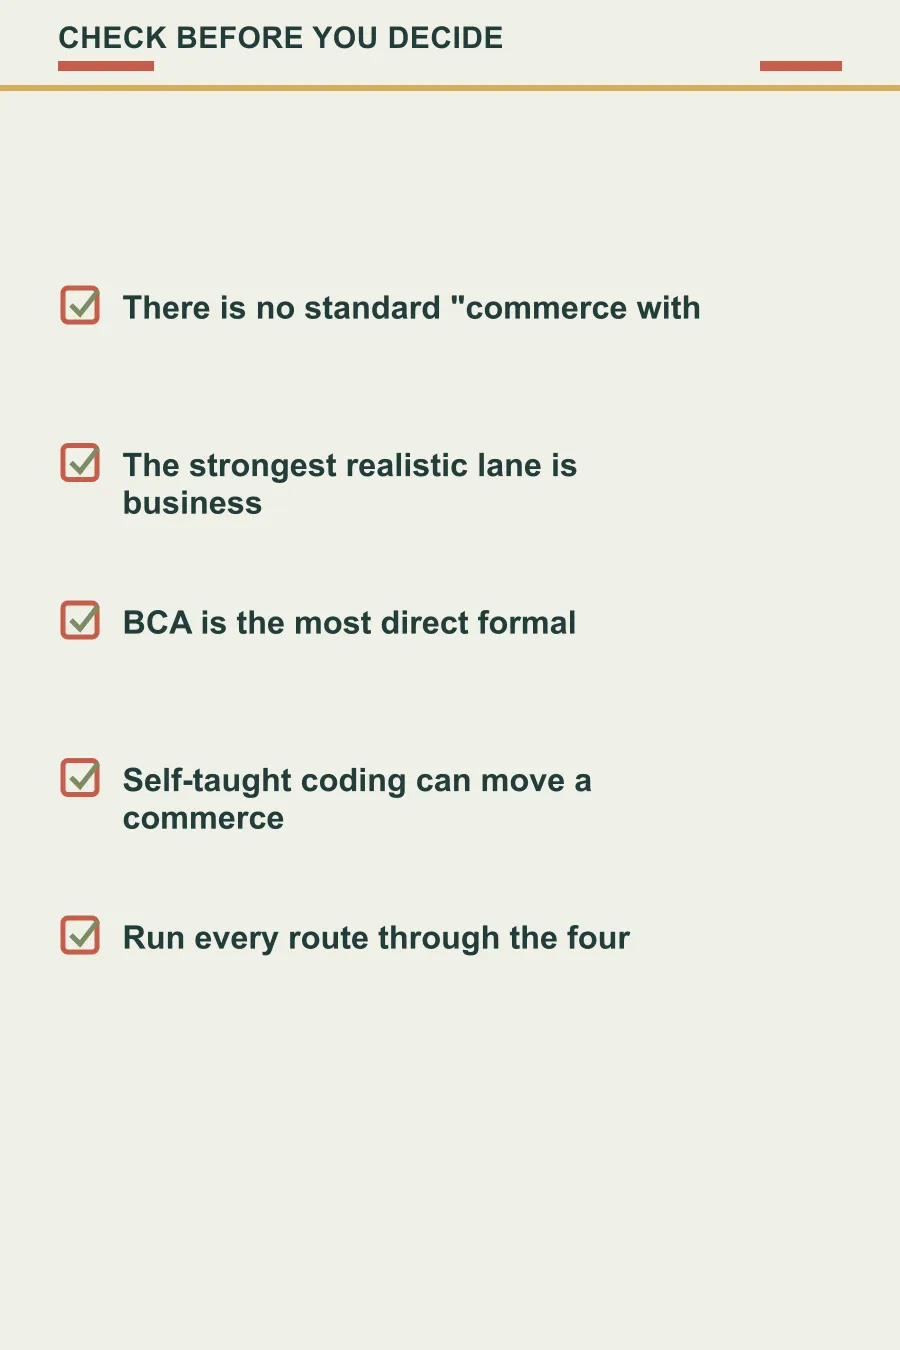 CHECK BEFORE YOU DECIDE
There is no standard "commerce with
The strongest realistic lane is
business
BCA is the most direct formal
Self-taught coding can move a
commerce
Run every route through the four